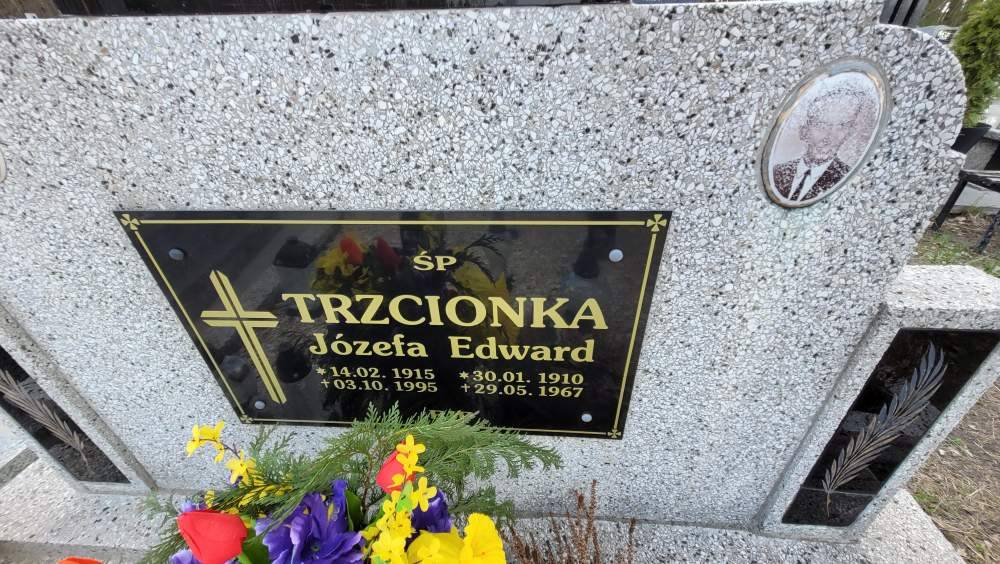 ŚP
TRZCIONKA
Józefa Edward
*14.02. 1915 *30.01. 1910
†03.10. 1995 †29.05. 1967